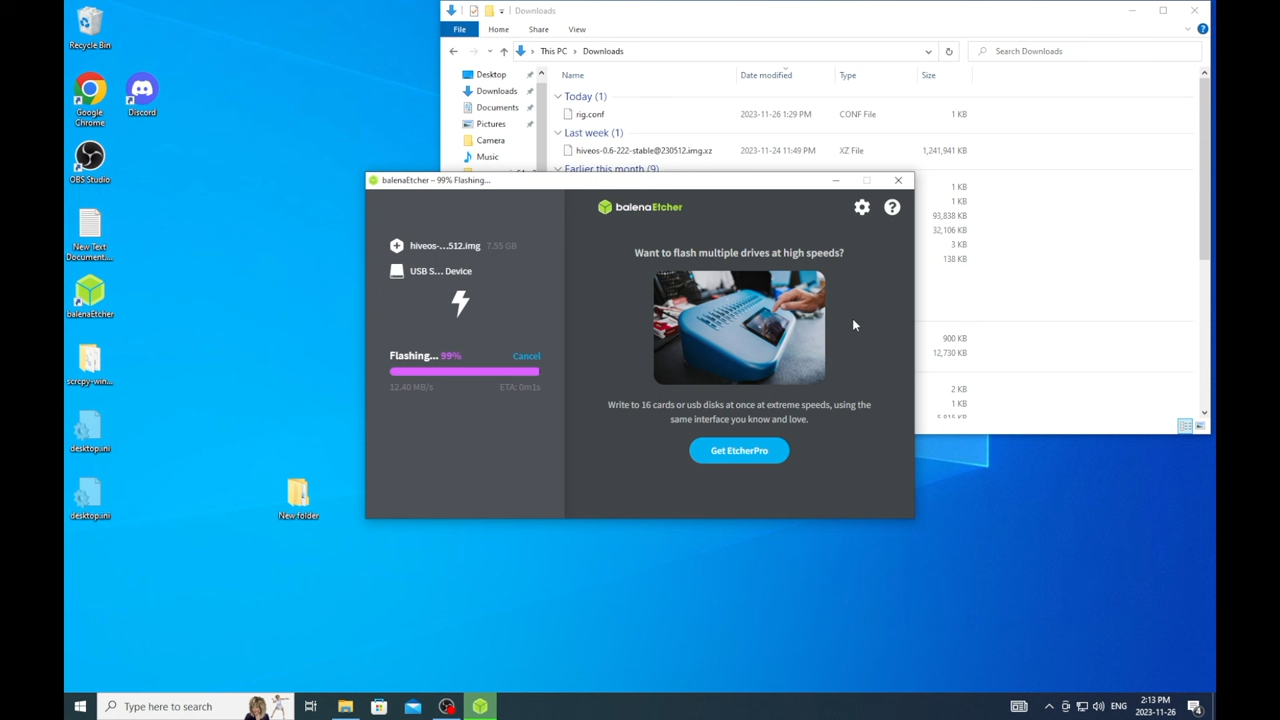 Recycle Bin
Google Chrome
Discord
OBS Studio
New Text Document...
balenaEtcher
scrcpy-win...
desktop.ini
desktop.ini
New folder
Downloads
File Home Share View
This PC Downloads
Search Downloads
Desktop
Downloads
Documents
Pictures
Camera
Music
Name Date modified Type Size
Today (1)
rig.conf 2023-11-26 1:29 PM CONF File 1 KB
Last week (1)
hiveos-0.6-222-stable@230512.img.xz 2023-11-24 11:49 PM XZ File 1,241,941 KB
Earlier this month (9)
1 KB
1 KB
93,838 KB
32,106 KB
3 KB
138 KB
900 KB
12,730 KB
2 KB
1 KB
balenaEtcher – 99% Flashing...
balenaEtcher
hiveos-...512.img 7.55 GB
USB S... Device
Flashing... 99% Cancel
12.40 MB/s ETA: 0m1s
Want to flash multiple drives at high speeds?
Write to 16 cards or usb disks at once at extreme speeds, using the
same interface you know and love.
Get EtcherPro
Type here to search
ENG
2:13 PM
2023-11-26
4